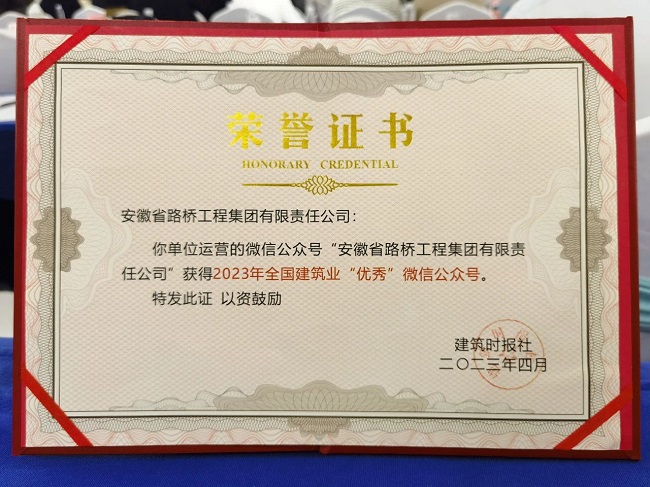 荣誉证书
HONORARY CREDENTIAL
安徽省路桥工程集团有限责任公司：
你单位运营的微信公众号“安徽省路桥工程集团有限责
任公司”获得2023年全国建筑业“优秀”微信公众号。
特发此证 以资鼓励
建筑时报社
二〇二三年四月